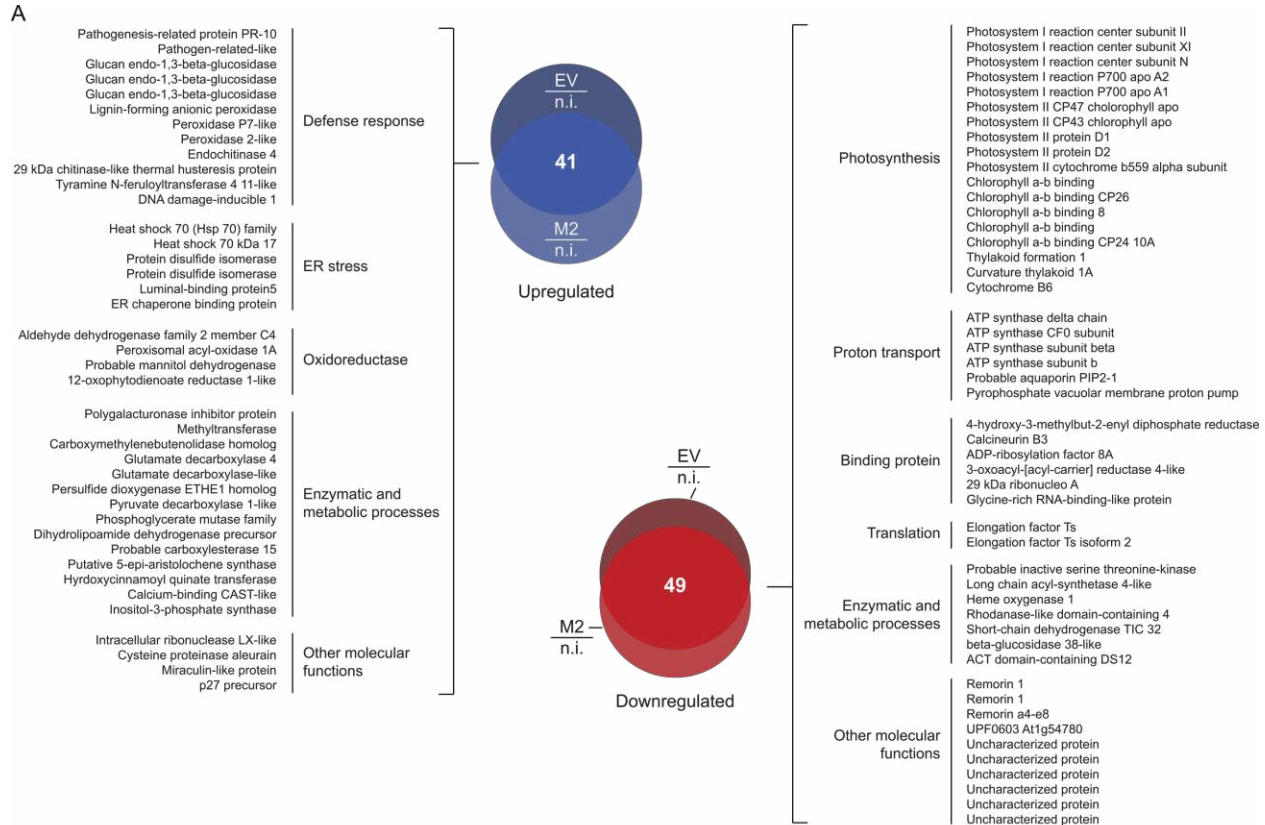 A
Pathogenesis-related protein PR-10
Pathogen-related-like
Glucan endo-1,3-beta-glucosidase
Glucan endo-1,3-beta-glucosidase
Glucan endo-1,3-beta-glucosidase
Lignin-forming anionic peroxidase
Peroxidase P7-like
Peroxidase 2-like
Endochitinase 4
29 kDa chitinase-like thermal husteresis protein
Tyramine N-feruloyltransferase 4 11-like
DNA damage-inducible 1
Defense response
Heat shock 70 (Hsp 70) family
Heat shock 70 kDa 17
Protein disulfide isomerase
Protein disulfide isomerase
Luminal-binding protein5
ER chaperone binding protein
ER stress
Aldehyde dehydrogenase family 2 member C4
Peroxisomal acyl-oxidase 1A
Probable mannitol dehydrogenase
12-oxophytodienoate reductase 1-like
Oxidoreductase
Polygalacturonase inhibitor protein
Methyltransferase
Carboxymethylenebutenolidase homolog
Glutamate decarboxylase 4
Glutamate decarboxylase-like
Persulfide dioxygenase ETHE1 homolog
Pyruvate decarboxylase 1-like
Phosphoglycerate mutase family
Dihydrolipoamide dehydrogenase precursor
Probable carboxylesterase 15
Putative 5-epi-aristolochene synthase
Hyrdoxycinnamoyl quinate transferase
Calcium-binding CAST-like
Inositol-3-phosphate synthase
Enzymatic and
metabolic processes
Intracellular ribonuclease LX-like
Cysteine proteinase aleurain
Miraculin-like protein
p27 precursor
Other molecular
functions
EV
n.i.
41
M2
n.i.
Upregulated
EV
n.i.
49
M2
n.i.
Downregulated
Photosynthesis
Photosystem I reaction center subunit II
Photosystem I reaction center subunit XI
Photosystem I reaction center subunit N
Photosystem I reaction P700 apo A2
Photosystem I reaction P700 apo A1
Photosystem II CP47 cholorophyll apo
Photosystem II CP43 chlorophyll apo
Photosystem II protein D1
Photosystem II protein D2
Photosystem II cytochrome b559 alpha subunit
Chlorophyll a-b binding
Chlorophyll a-b binding CP26
Chlorophyll a-b binding 8
Chlorophyll a-b binding
Chlorophyll a-b binding CP24 10A
Thylakoid formation 1
Curvature thylakoid 1A
Cytochrome B6
Proton transport
ATP synthase delta chain
ATP synthase CF0 subunit
ATP synthase subunit beta
ATP synthase subunit b
Probable aquaporin PIP2-1
Pyrophosphate vacuolar membrane proton pump
Binding protein
4-hydroxy-3-methylbut-2-enyl diphosphate reductase
Calcineurin B3
ADP-ribosylation factor 8A
3-oxoacyl-[acyl-carrier] reductase 4-like
29 kDa ribonucleo A
Glycine-rich RNA-binding-like protein
Translation
Elongation factor Ts
Elongation factor Ts isoform 2
Enzymatic and
metabolic processes
Probable inactive serine threonine-kinase
Long chain acyl-synthetase 4-like
Heme oxygenase 1
Rhodanase-like domain-containing 4
Short-chain dehydrogenase TIC 32
beta-glucosidase 38-like
ACT domain-containing DS12
Other molecular
functions
Remorin 1
Remorin 1
Remorin a4-e8
UPF0603 At1g54780
Uncharacterized protein
Uncharacterized protein
Uncharacterized protein
Uncharacterized protein
Uncharacterized protein
Uncharacterized protein